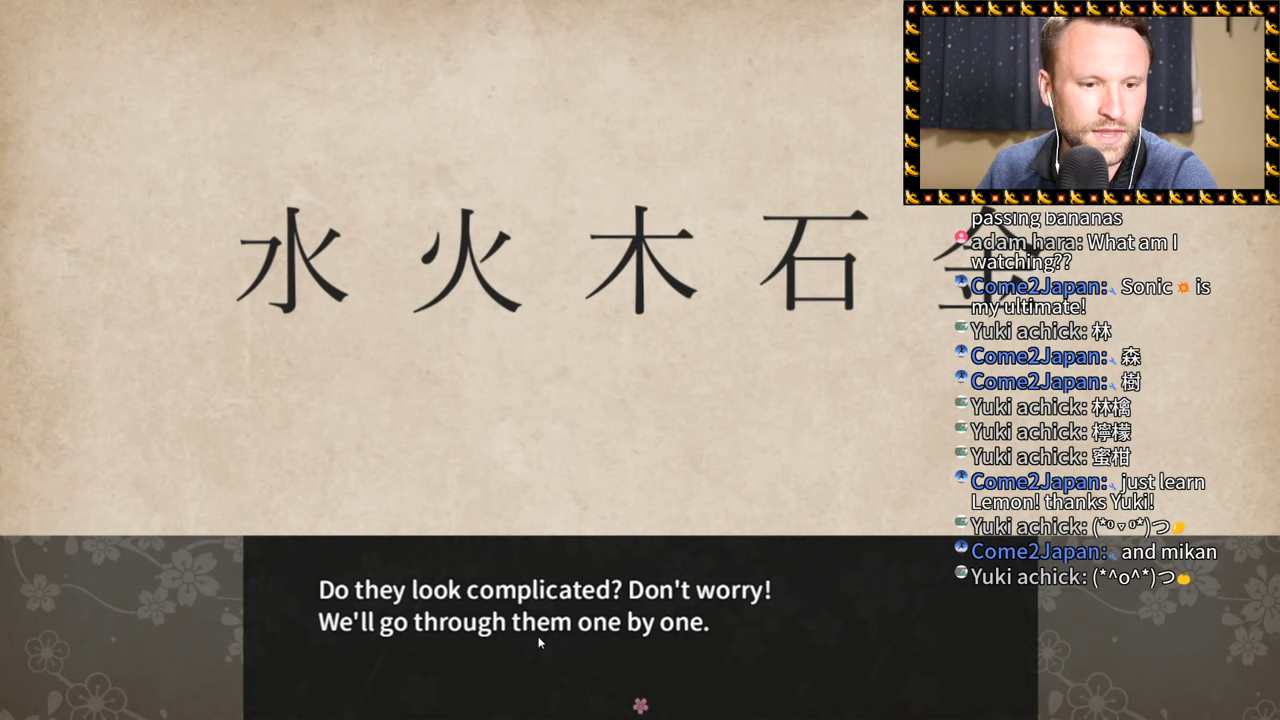 水 火 木 石 金
Do they look complicated? Don't worry!
We'll go through them one by one.
passing bananas
adam hara: What am I
watching??
Come2Japan: Sonic 💥 is
my ultimate!
Yuki achick: 林
Come2Japan: 森
Come2Japan: 樹
Yuki achick: 林檎
Yuki achick: 檸檬
Yuki achick: 蜜柑
Come2Japan: just learn
Lemon! thanks Yuki!
Yuki achick: (*⁰▿⁰*)つ🍋
Come2Japan: and mikan
Yuki achick: (*^o^*)つ🍊